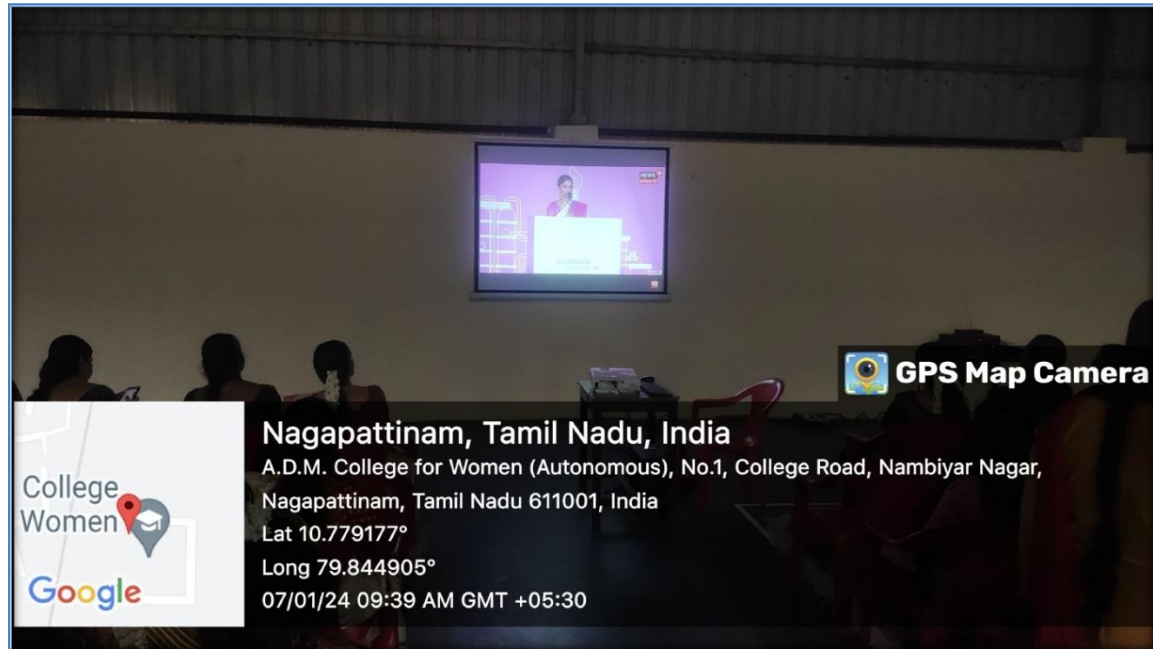 NEWS
GPS Map Camera
Nagapattinam, Tamil Nadu, India
A.D.M. College for Women (Autonomous), No.1, College Road, Nambiyar Nagar,
Nagapattinam, Tamil Nadu 611001, India
Lat 10.779177°
Long 79.844905°
07/01/24 09:39 AM GMT +05:30
College
Women
Google